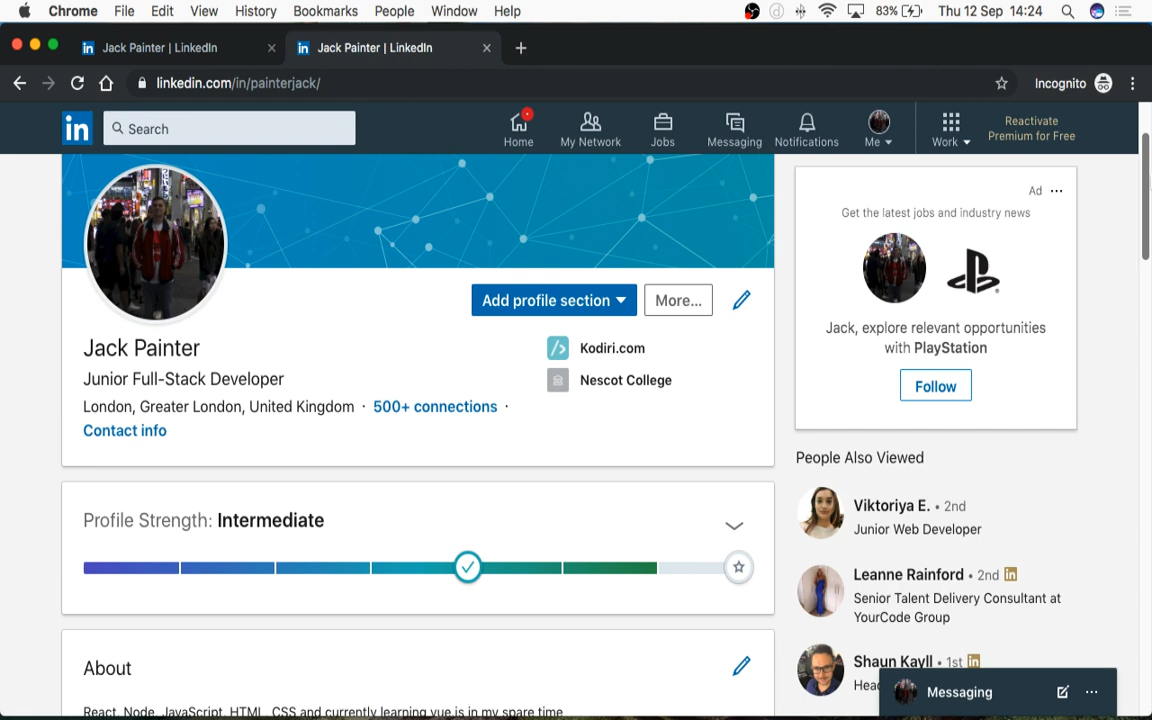 Chrome File Edit View History Bookmarks People Window Help 83% Thu 12 Sep 14:24
in Jack Painter | LinkedIn in Jack Painter | LinkedIn
linkedin.com/in/painterjack/ Incognito
in Search Home My Network Jobs Messaging Notifications Me Work Reactivate Premium for Free
Add profile section More...
Jack Painter
Junior Full-Stack Developer
London, Greater London, United Kingdom · 500+ connections ·
Contact info
Kodiri.com
Nescot College
Profile Strength: Intermediate
About
React, Node, JavaScript, HTML, CSS and currently learning vue js in my spare time
Ad
Get the latest jobs and industry news
Jack, explore relevant opportunities
with PlayStation
Follow
People Also Viewed
Viktoriya E. • 2nd
Junior Web Developer
Leanne Rainford • 2nd in
Senior Talent Delivery Consultant at
YourCode Group
Shaun Kayll • 1st in
Messaging